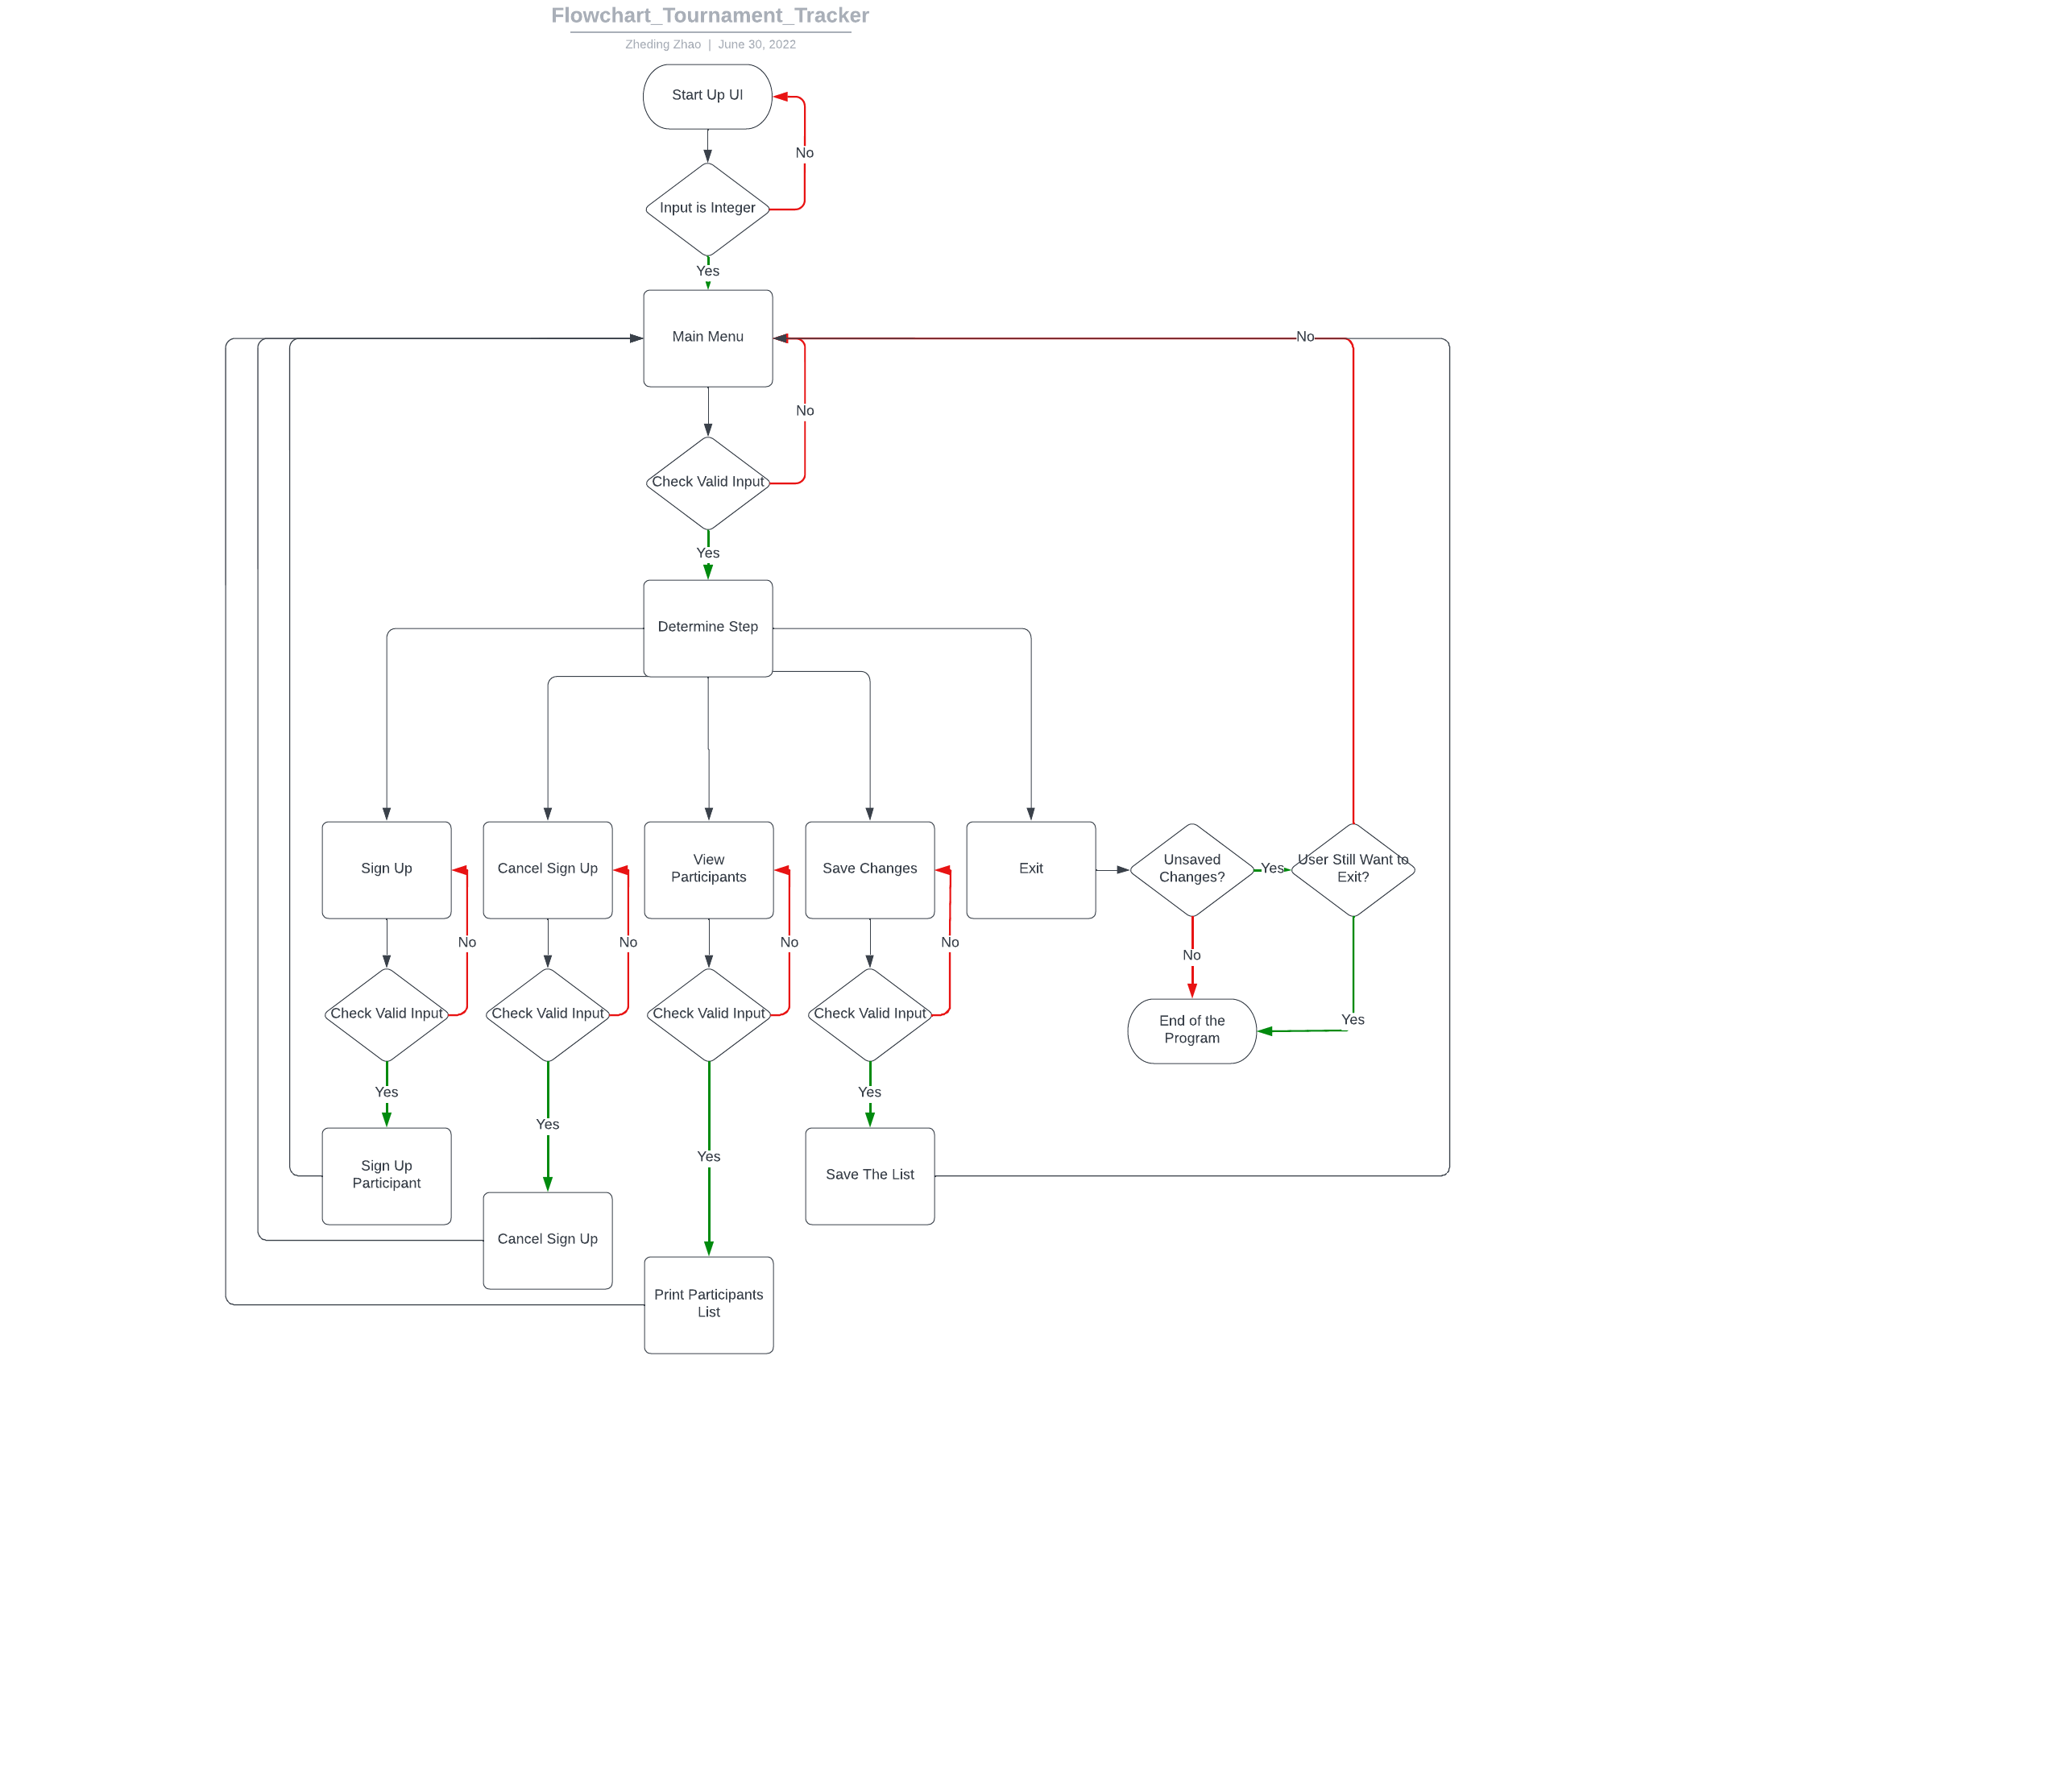 Flowchart_Tournament_Tracker
Zheding Zhao | June 30, 2022
Start Up UI
No
Input is Integer
Yes
Main Menu
No
No
Check Valid Input
Yes
Determine Step
Sign Up
Cancel Sign Up
View
Participants
Save Changes
Exit
Unsaved
Changes?
Yes
User Still Want to
Exit?
No
No
No
No
No
Check Valid Input
Check Valid Input
Check Valid Input
Check Valid Input
End of the
Program
Yes
Yes
Yes
Yes
Yes
Sign Up
Participant
Save The List
Cancel Sign Up
Print Participants
List